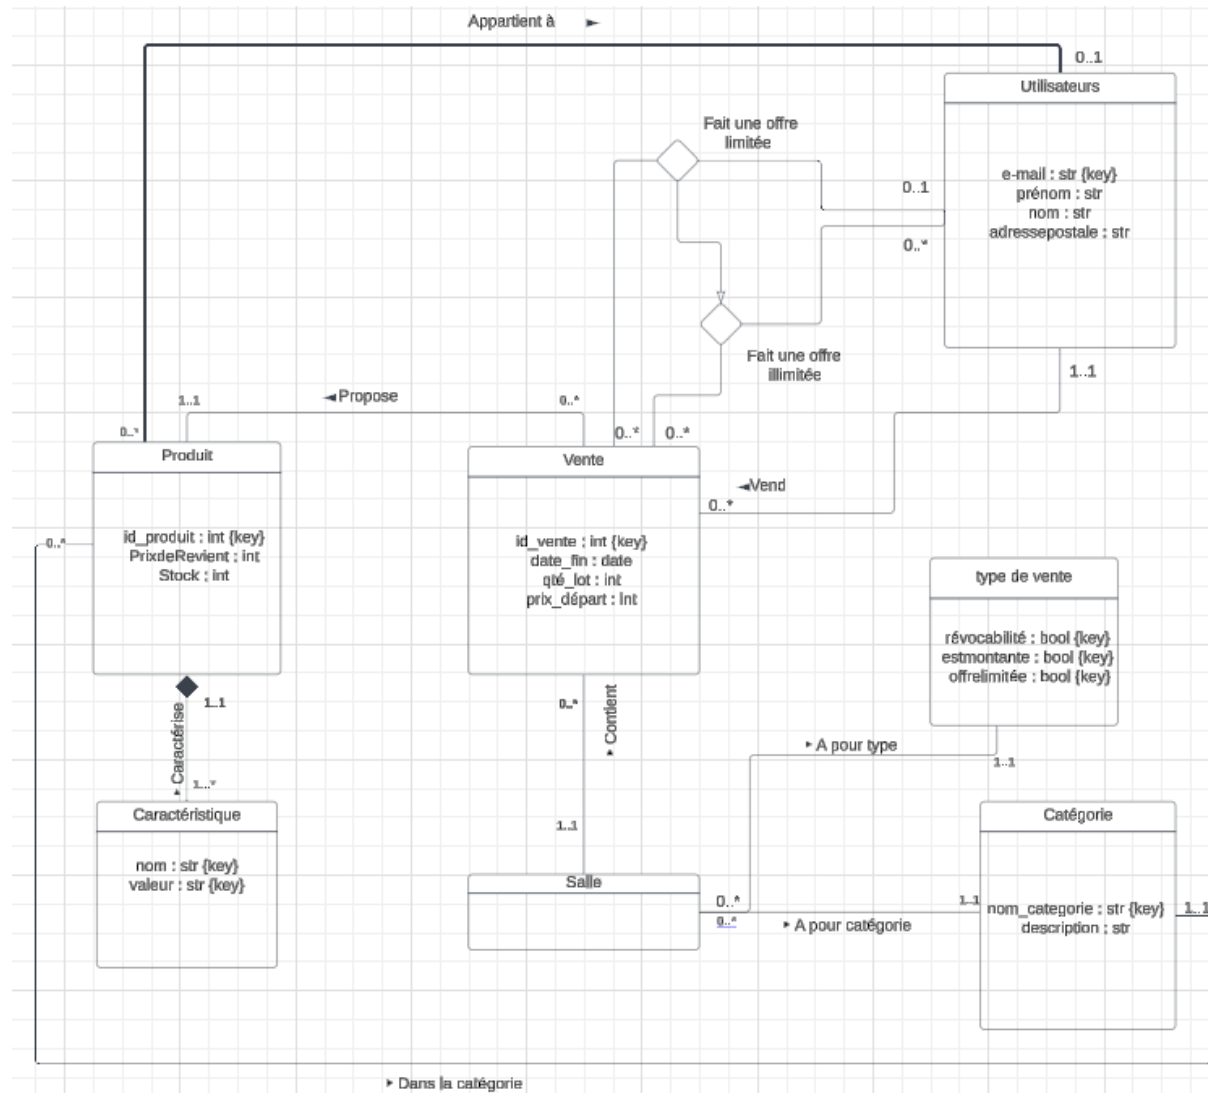 Appartient à
0..1
Utilisateurs
e-mail : str {key}
prénom : str
nom : str
adressepostale : str
Fait une offre
limitée
0..1
0..*
Fait une offre
illimitée
1..1
Propose
1..1
0..*
0..*
0..*
0..*
Produit
id_produit : int {key}
PrixdeRevient : int
Stock : int
0..*
Vente
id_vente : int {key}
date_fin : date
qté_lot : int
prix_départ : int
Vend
0..*
type de vente
révocabilité : bool {key}
estmontante : bool {key}
offrelimitée : bool {key}
1..1
Caractérise
1...*
0..*
Contient
1..1
A pour type
1..1
Caractéristique
nom : str {key}
valeur : str {key}
Salle
0..*
0..*
A pour catégorie
1..1
Catégorie
nom_categorie : str {key}
description : str
1..1
Dans la catégorie